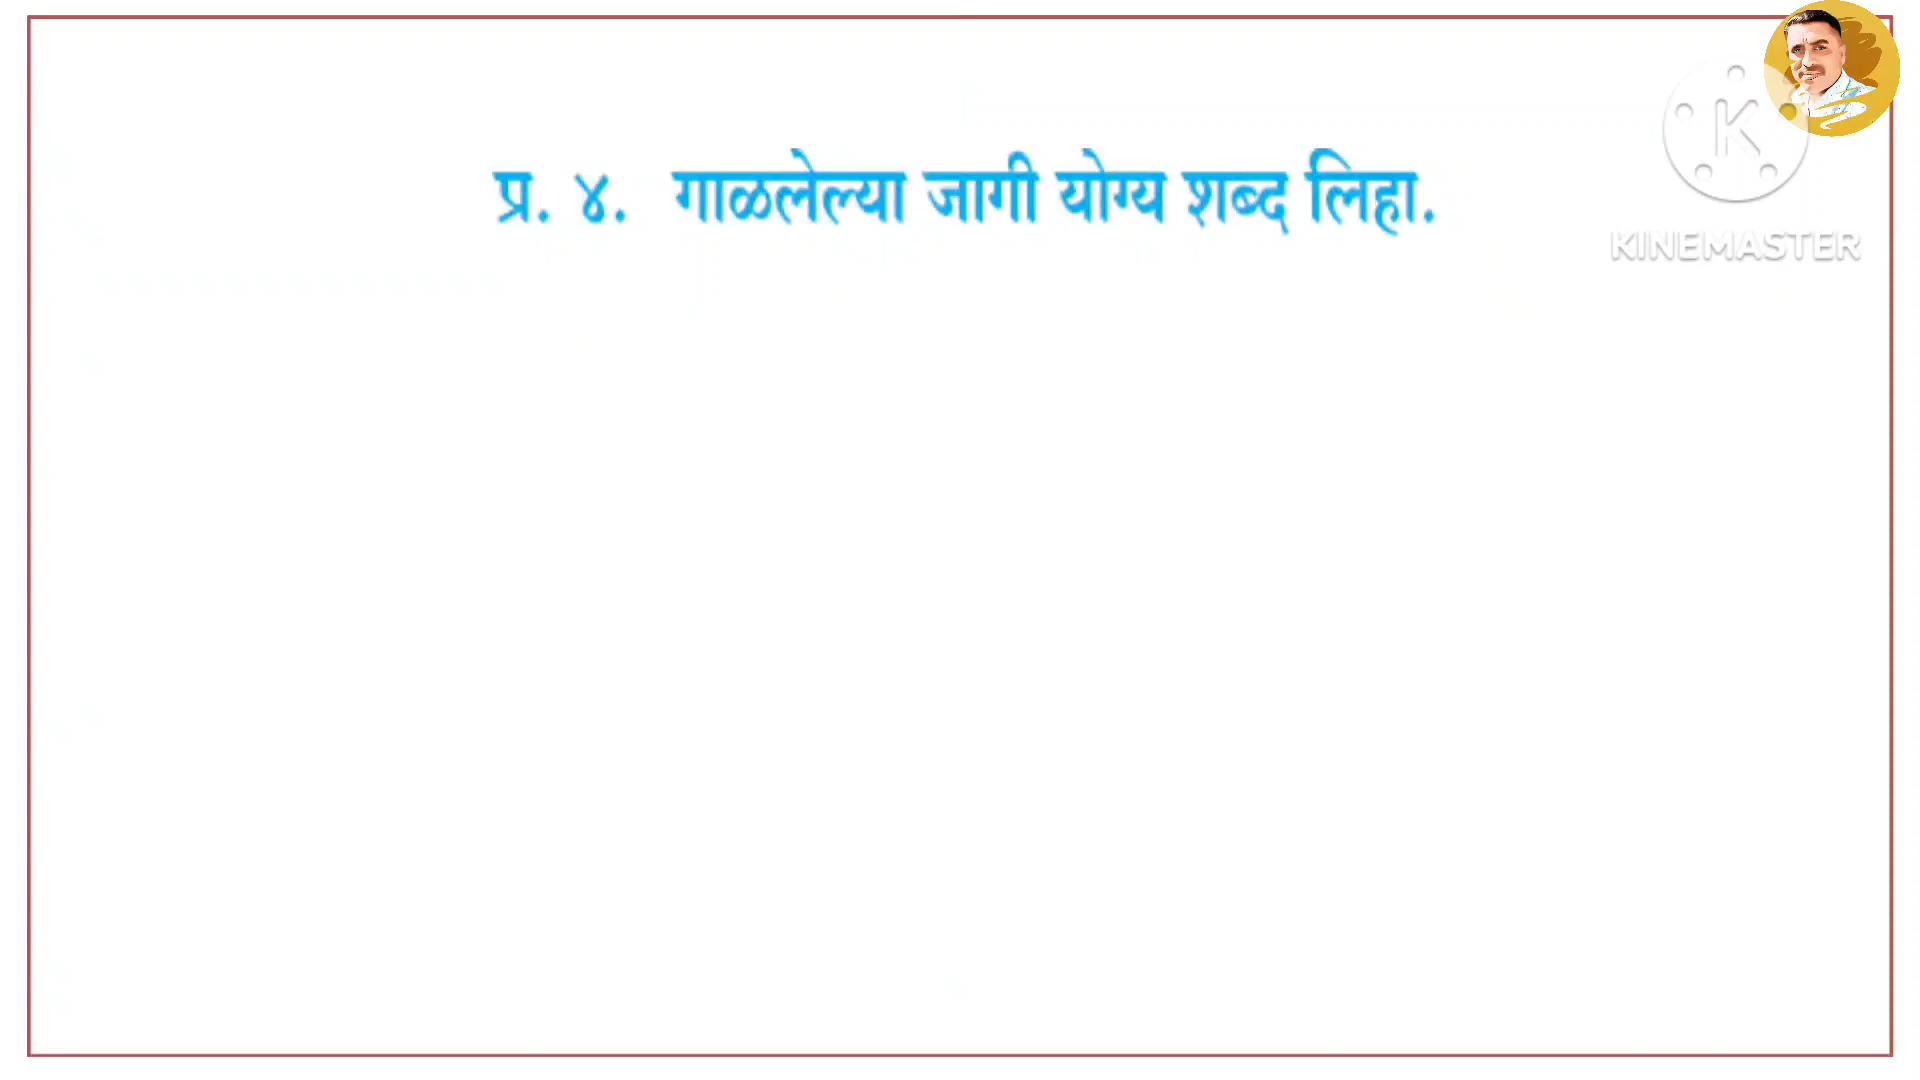 प्र. ४. गाळलेल्या जागी योग्य शब्द लिहा.
K
KINEMASTER